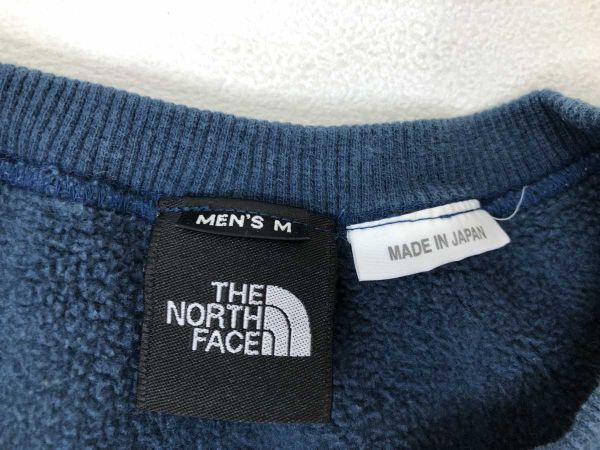 MEN'S M
THE
NORTH
FACE
MADE IN JAPAN